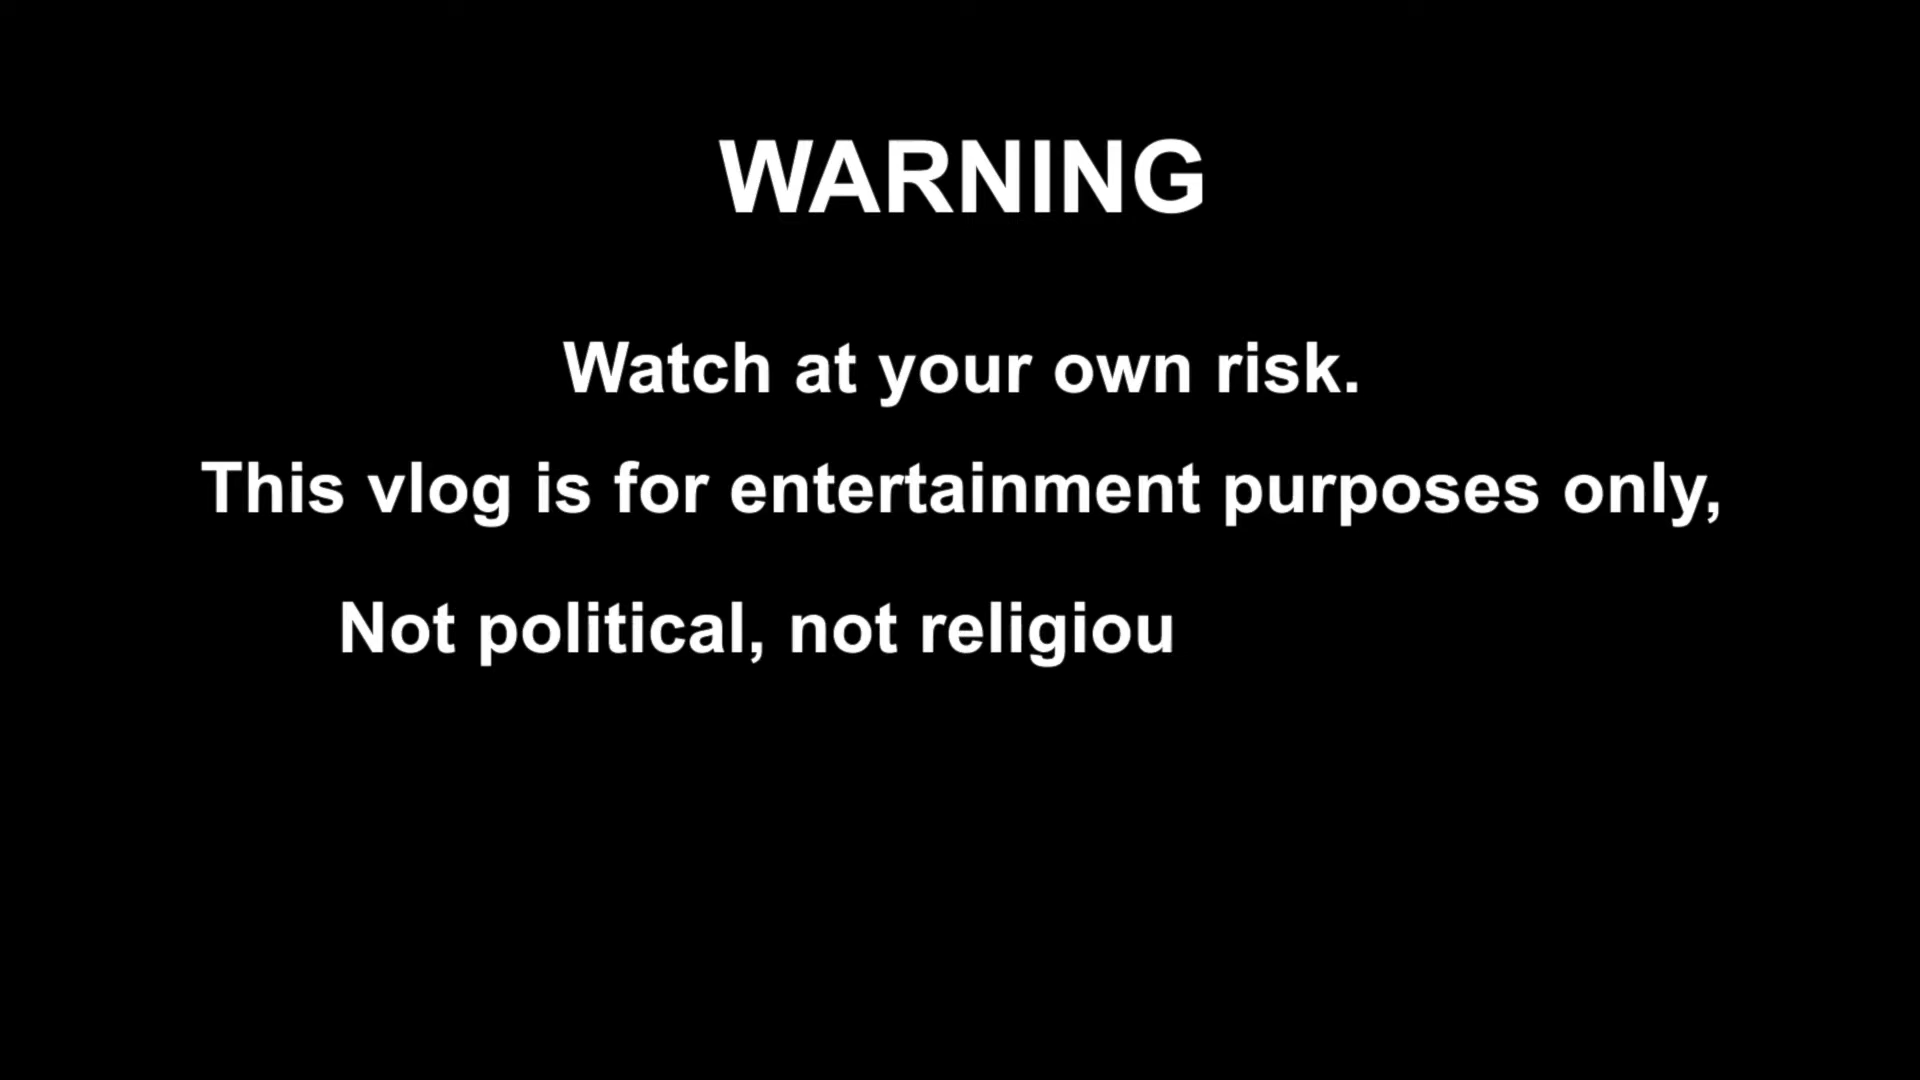 WARNING
Watch at your own risk.
This vlog is for entertainment purposes only,
Not political, not religiou